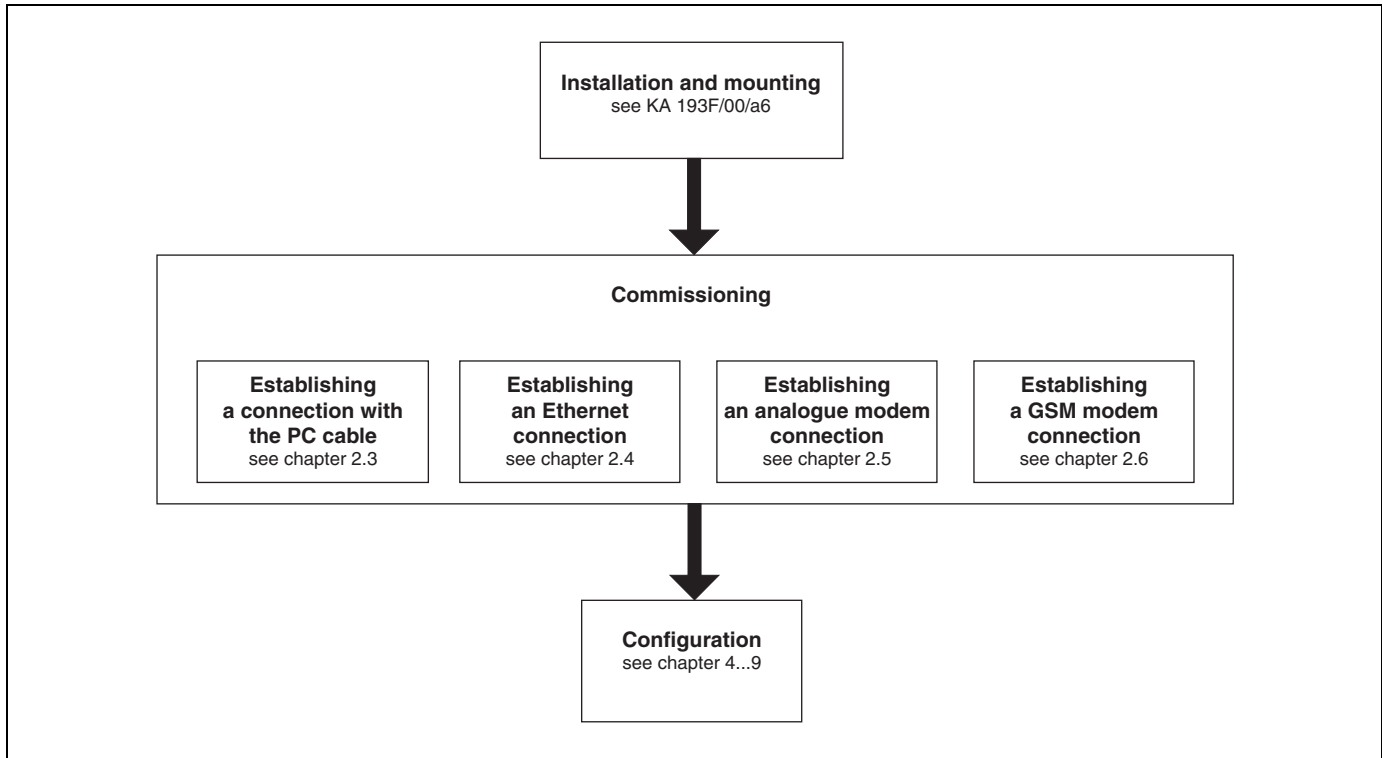 Installation and mounting
see KA 193F/00/a6
Commissioning
Establishing
a connection with
the PC cable
see chapter 2.3
Establishing
an Ethernet
connection
see chapter 2.4
Establishing
an analogue modem
connection
see chapter 2.5
Establishing
a GSM modem
connection
see chapter 2.6
Configuration
see chapter 4...9